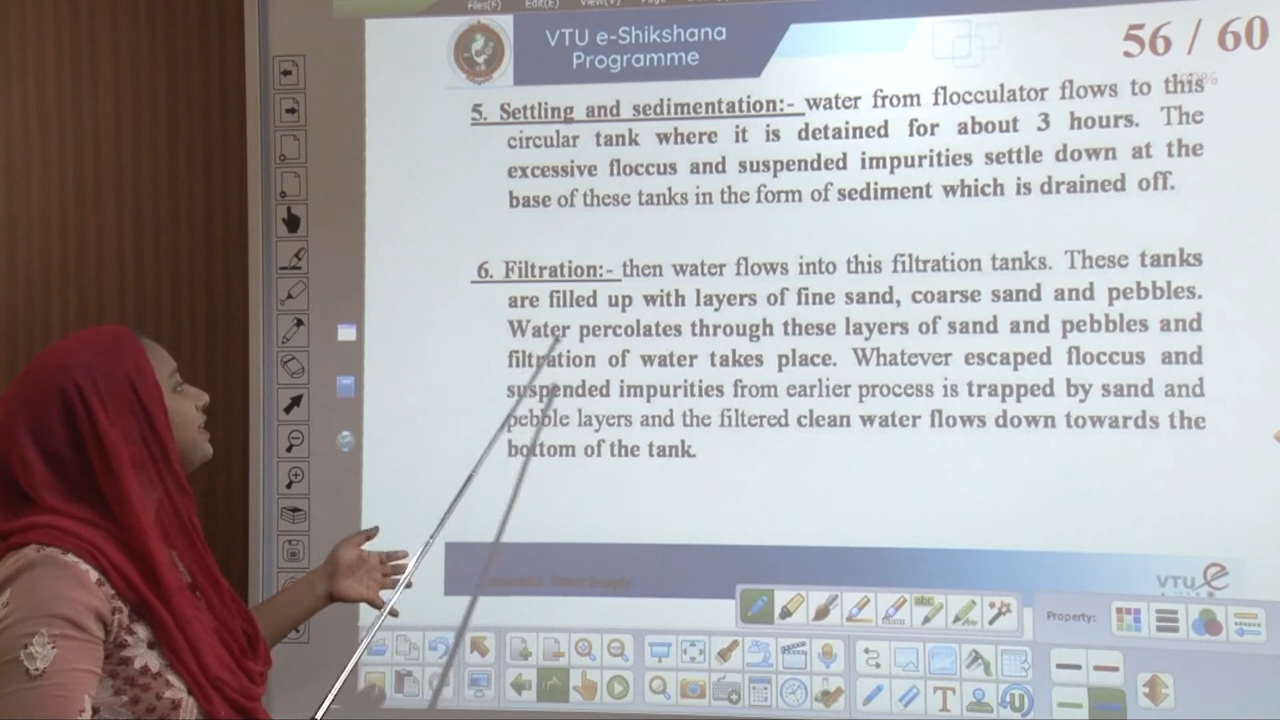 Files(F) Edit(E) View(V) Page
VTU e-Shikshana
Programme
56 / 60
5. Settling and sedimentation:- water from flocculator flows to this
circular tank where it is detained for about 3 hours. The
excessive floccus and suspended impurities settle down at the
base of these tanks in the form of sediment which is drained off.
6. Filtration:- then water flows into this filtration tanks. These tanks
are filled up with layers of fine sand, coarse sand and pebbles.
Water percolates through these layers of sand and pebbles and
filtration of water takes place. Whatever escaped floccus and
suspended impurities from earlier process is trapped by sand and
pebble layers and the filtered clean water flows down towards the
bottom of the tank.
VTU e
Property:
abc
T